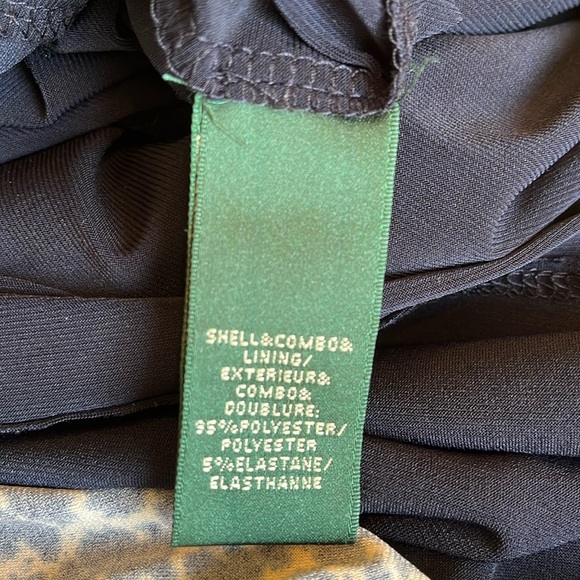 SHELL&COMBO&
LINING/
EXTERIEUR&
COMBO&
DOUBLURE:
95%POLYESTER/
POLYESTER
5%ELASTANE/
ELASTHANNE